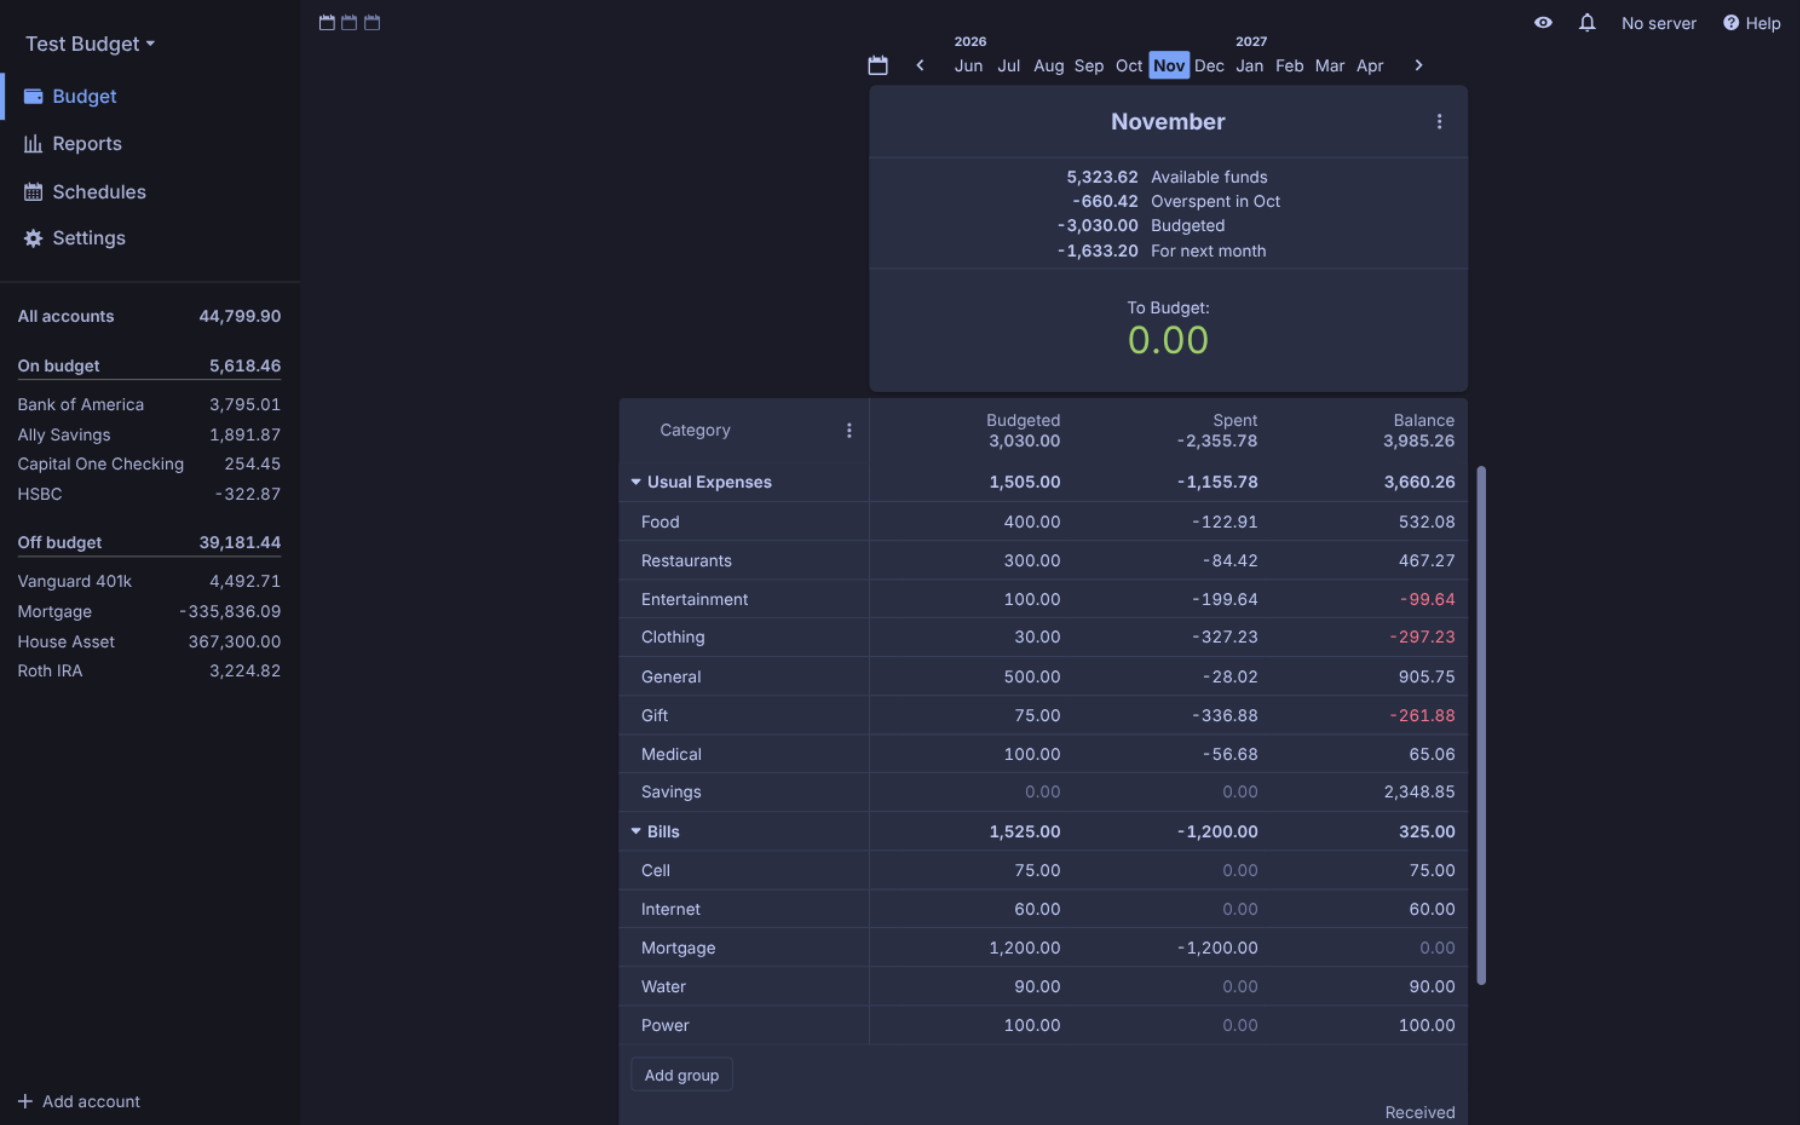 Test Budget
Budget
Reports
Schedules
Settings
All accounts 44,799.90
On budget 5,618.46
Bank of America 3,795.01
Ally Savings 1,891.87
Capital One Checking 254.45
HSBC -322.87
Off budget 39,181.44
Vanguard 401k 4,492.71
Mortgage -335,836.09
House Asset 367,300.00
Roth IRA 3,224.82
Add account
No server Help
2026 2027
Jun Jul Aug Sep Oct Nov Dec Jan Feb Mar Apr
November
5,323.62 Available funds
-660.42 Overspent in Oct
-3,030.00 Budgeted
-1,633.20 For next month
To Budget:
0.00
Category Budgeted Spent Balance
3,030.00 -2,355.78 3,985.26
Usual Expenses 1,505.00 -1,155.78 3,660.26
Food 400.00 -122.91 532.08
Restaurants 300.00 -84.42 467.27
Entertainment 100.00 -199.64 -99.64
Clothing 30.00 -327.23 -297.23
General 500.00 -28.02 905.75
Gift 75.00 -336.88 -261.88
Medical 100.00 -56.68 65.06
Savings 0.00 0.00 2,348.85
Bills 1,525.00 -1,200.00 325.00
Cell 75.00 0.00 75.00
Internet 60.00 0.00 60.00
Mortgage 1,200.00 -1,200.00 0.00
Water 90.00 0.00 90.00
Power 100.00 0.00 100.00
Add group
Received